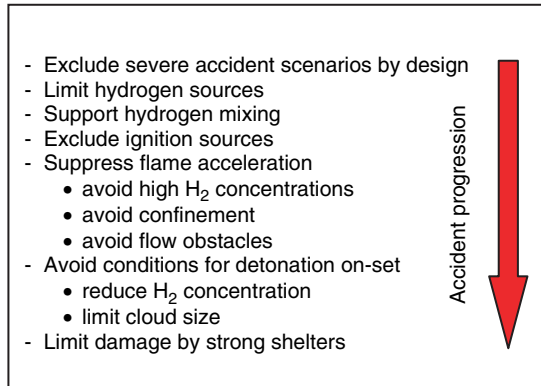 - Exclude severe accident scenarios by design
- Limit hydrogen sources
- Support hydrogen mixing
- Exclude ignition sources
- Suppress flame acceleration
• avoid high H₂ concentrations
• avoid confinement
• avoid flow obstacles
- Avoid conditions for detonation on-set
• reduce H₂ concentration
• limit cloud size
- Limit damage by strong shelters
Accident progression